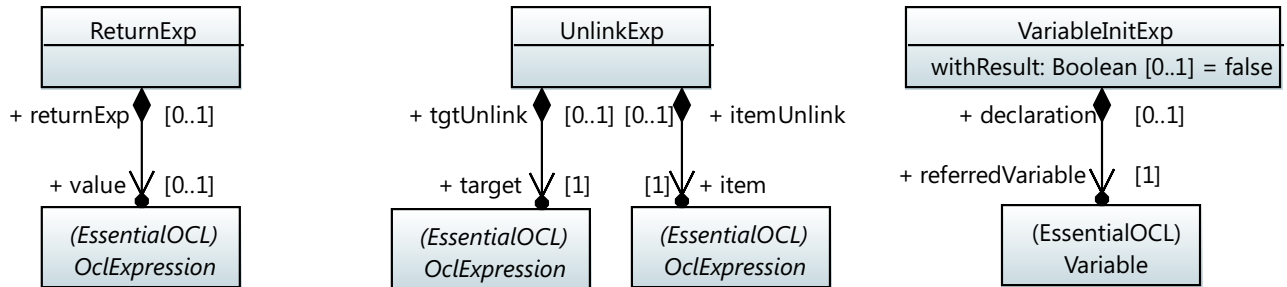 ReturnExp
+ returnExp [0..1]
+ value [0..1]
(EssentialOCL)
OclExpression
UnlinkExp
+ tgtUnlink [0..1] [0..1] + itemUnlink
+ target [1] [1] + item
(EssentialOCL)
OclExpression
(EssentialOCL)
OclExpression
VariableInitExp
withResult: Boolean [0..1] = false
+ declaration [0..1]
+ referredVariable [1]
(EssentialOCL)
Variable